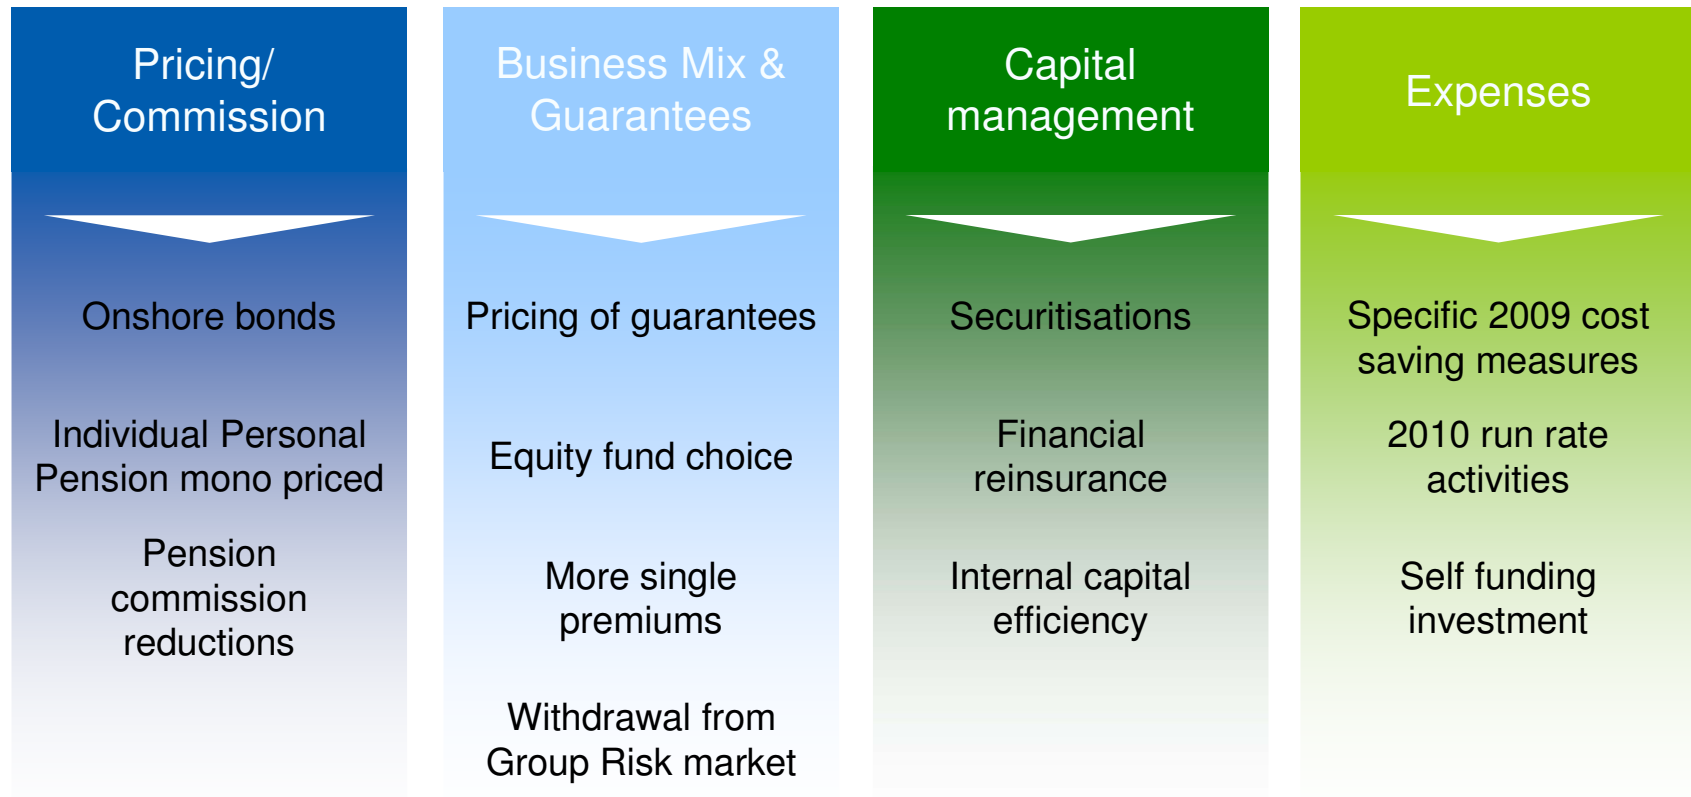 Pricing/
Commission
Onshore bonds
Individual Personal
Pension mono priced
Pension
commission
reductions
Business Mix &
Guarantees
Pricing of guarantees
Equity fund choice
More single
premiums
Withdrawal from
Group Risk market
Capital
management
Securitisations
Financial
reinsurance
Internal capital
efficiency
Expenses
Specific 2009 cost
saving measures
2010 run rate
activities
Self funding
investment